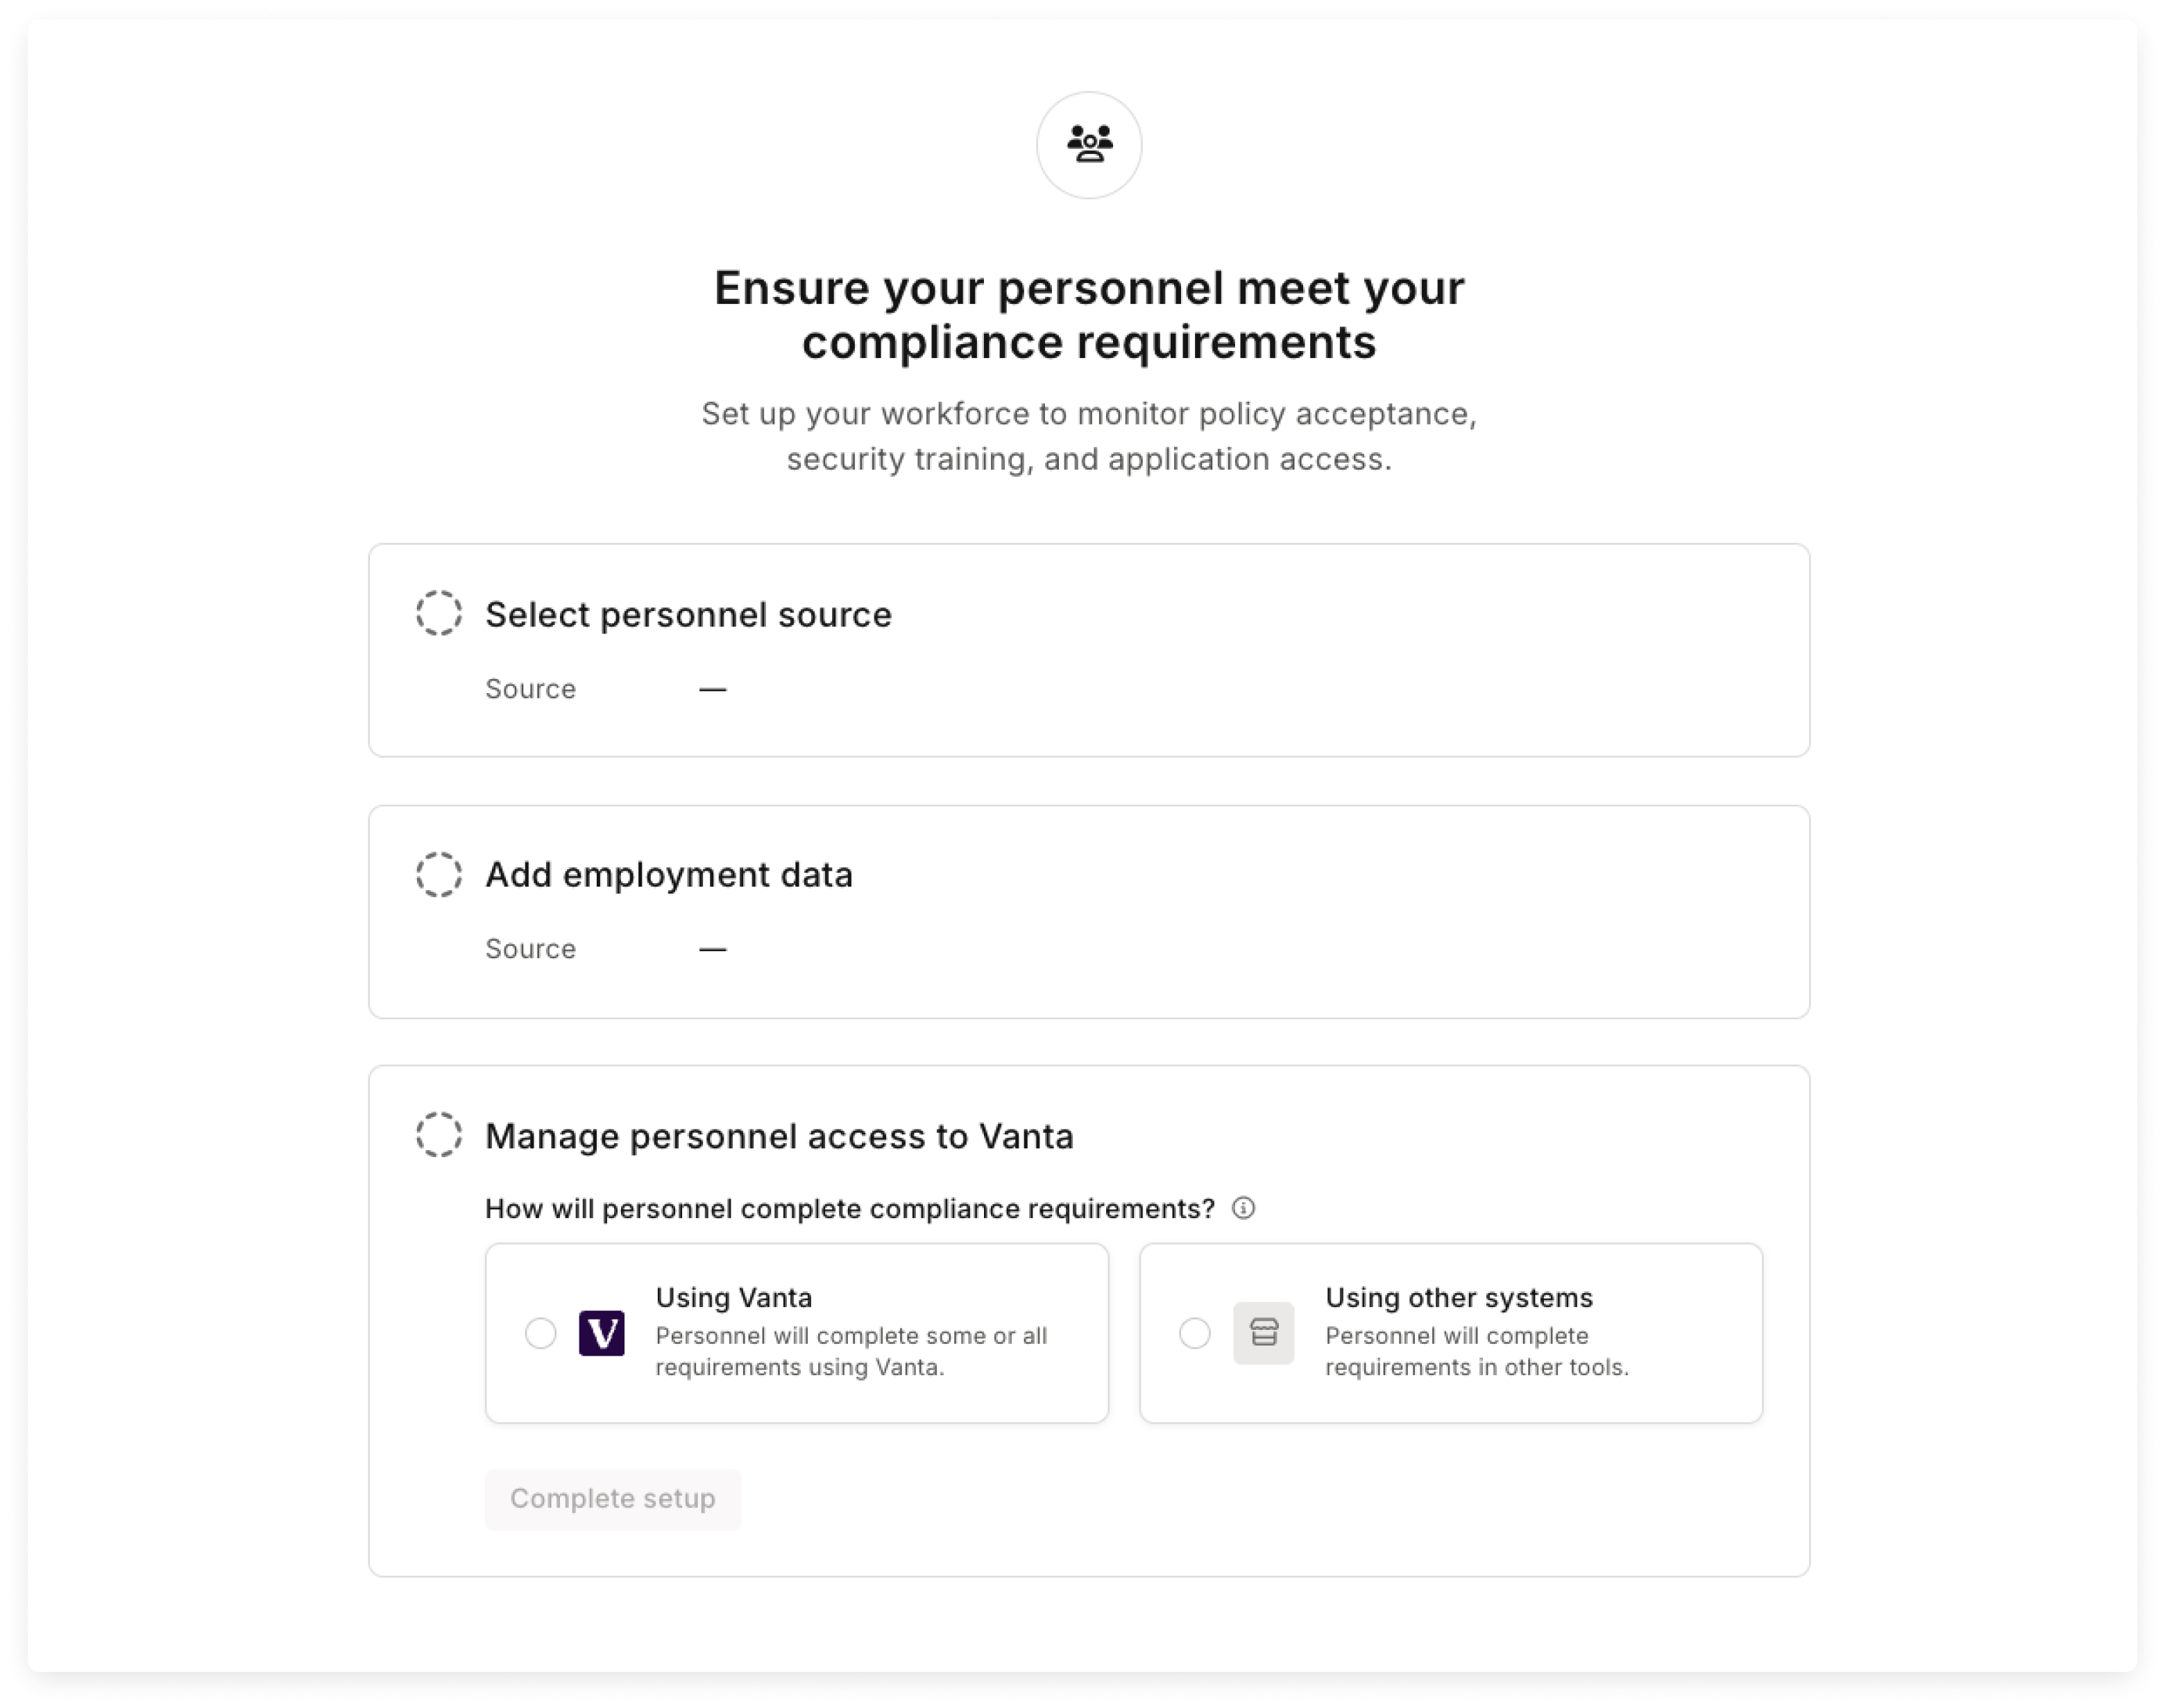 Ensure your personnel meet your
compliance requirements
Set up your workforce to monitor policy acceptance,
security training, and application access.
Select personnel source
Source —
Add employment data
Source —
Manage personnel access to Vanta
How will personnel complete compliance requirements?
V
Using Vanta
Personnel will complete some or all
requirements using Vanta.
Using other systems
Personnel will complete
requirements in other tools.
Complete setup